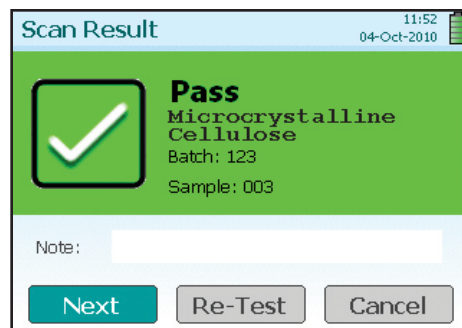 Scan Result
11:52
04-Oct-2010
Pass
Microcrystalline
Cellulose
Batch: 123
Sample: 003
Note:
Next Re-Test Cancel